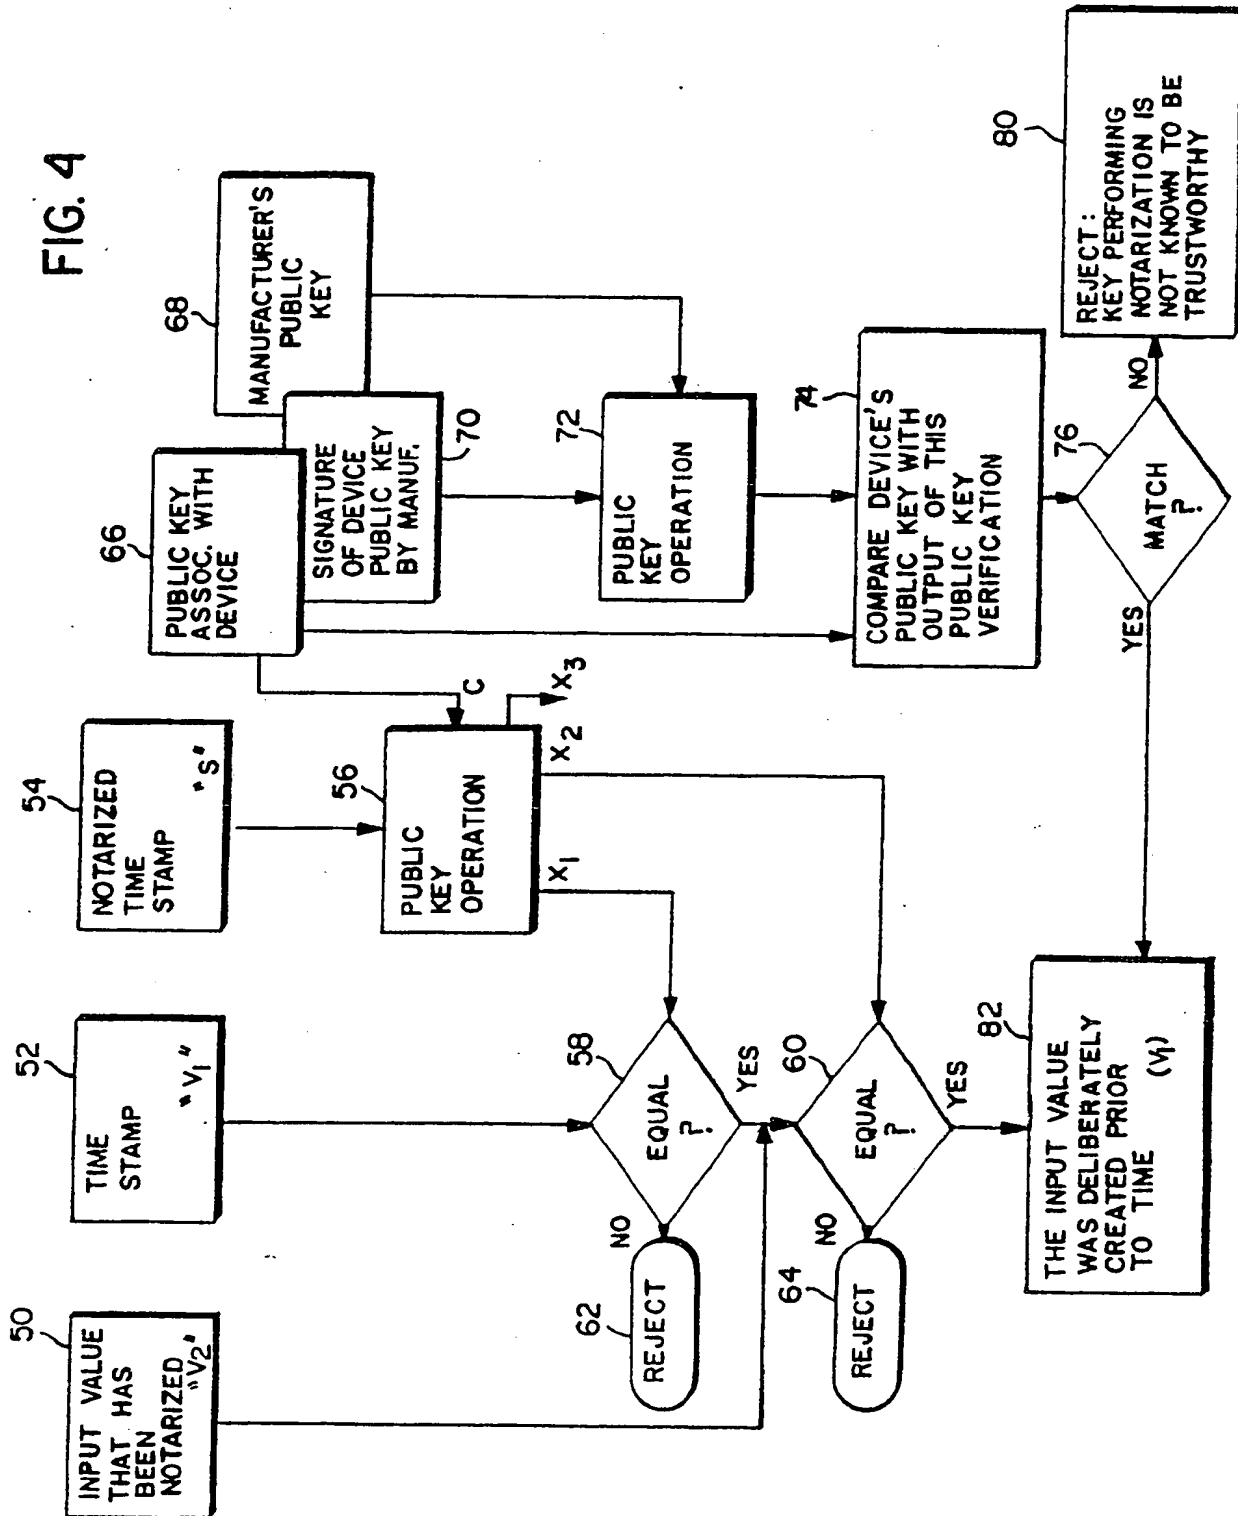 FIG. 4
50
INPUT VALUE
THAT HAS
BEEN
NOTARIZED
"V2"
52
TIME
STAMP
"V1"
54
NOTARIZED
TIME
STAMP
"S"
66
PUBLIC KEY
ASSOC. WITH
DEVICE
68
MANUFACTURER'S
PUBLIC
KEY
SIGNATURE
OF DEVICE
PUBLIC KEY
BY MANUF.
70
C
56
PUBLIC
KEY
OPERATION
X1
X2
X3
72
PUBLIC
KEY
OPERATION
58
EQUAL
?
NO
YES
62
REJECT
74
COMPARE DEVICE'S
PUBLIC KEY WITH
OUTPUT OF THIS
PUBLIC KEY
VERIFICATION
60
EQUAL
?
NO
YES
64
REJECT
76
MATCH
?
YES
NO
80
REJECT:
KEY PERFORMING
NOTARIZATION IS
NOT KNOWN TO BE
TRUSTWORTHY
82
THE INPUT VALUE
WAS DELIBERATELY
CREATED PRIOR
TO TIME
(V1)